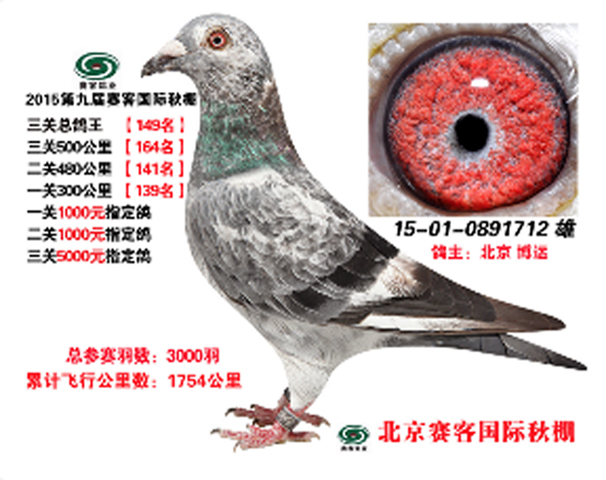 2015第九届赛客国际秋棚
三关总鸽王 【149名】
三关500公里 【164名】
二关480公里 【141名】
一关300公里 【139名】
一关1000元指定鸽
二关1000元指定鸽
三关5000元指定鸽
15-01-0891712 雄
鸽主：北京 博运
总参赛羽数：3000羽
累计飞行公里数：1754公里
北京赛客国际秋棚